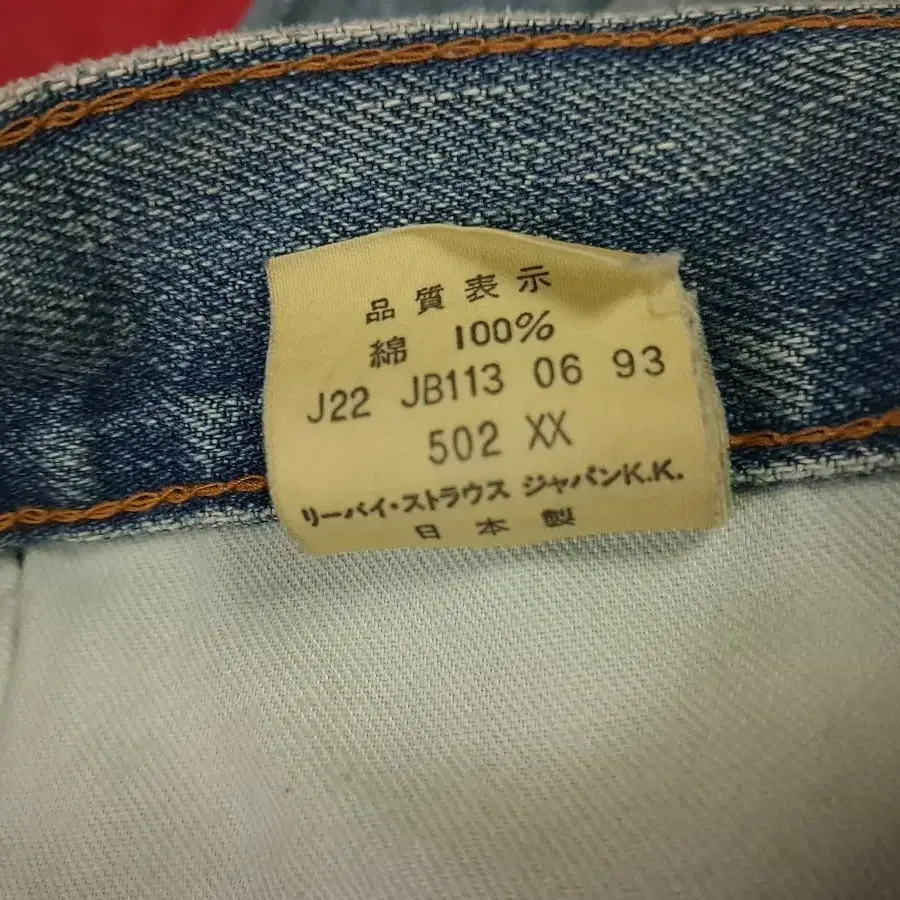 品質表示
綿 100%
J22 JB113 06 93
502 XX
リーバイ・ストラウス ジャパンK.K.
日本製